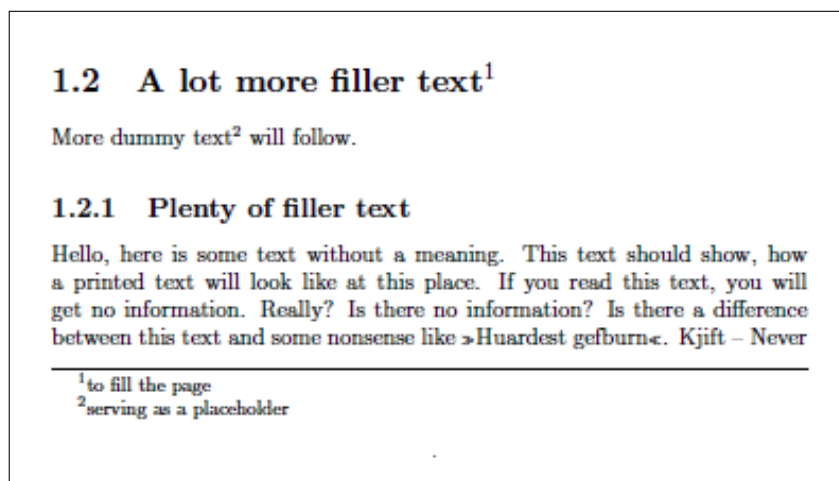 1.2 A lot more filler text¹
More dummy text² will follow.
1.2.1 Plenty of filler text
Hello, here is some text without a meaning. This text should show, how
a printed text will look like at this place. If you read this text, you will
get no information. Really? Is there no information? Is there a difference
between this text and some nonsense like »Huardest gefburn«. Kjift – Never
¹to fill the page
²serving as a placeholder